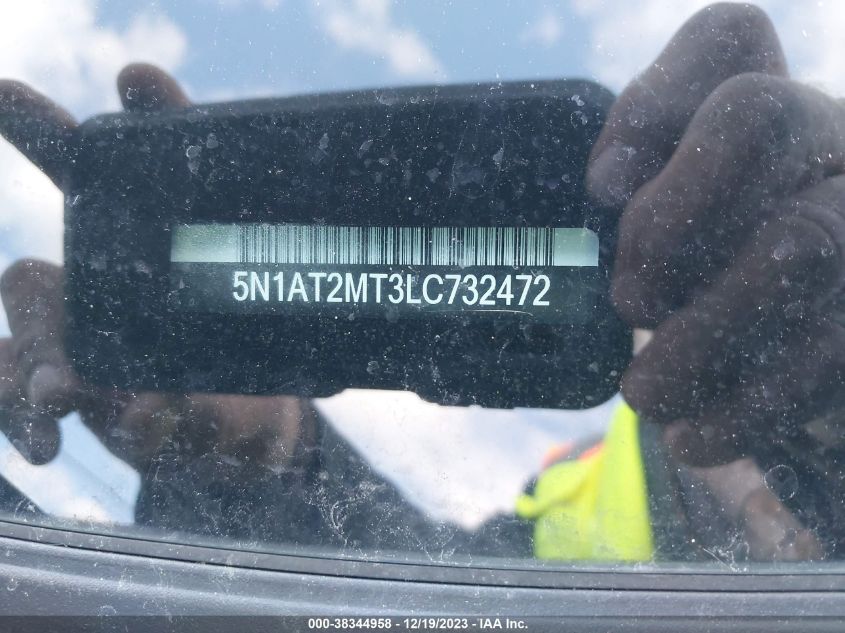 5N1AT2MT3LC732472
000-38344958 - 12/19/2023 - IAA Inc.